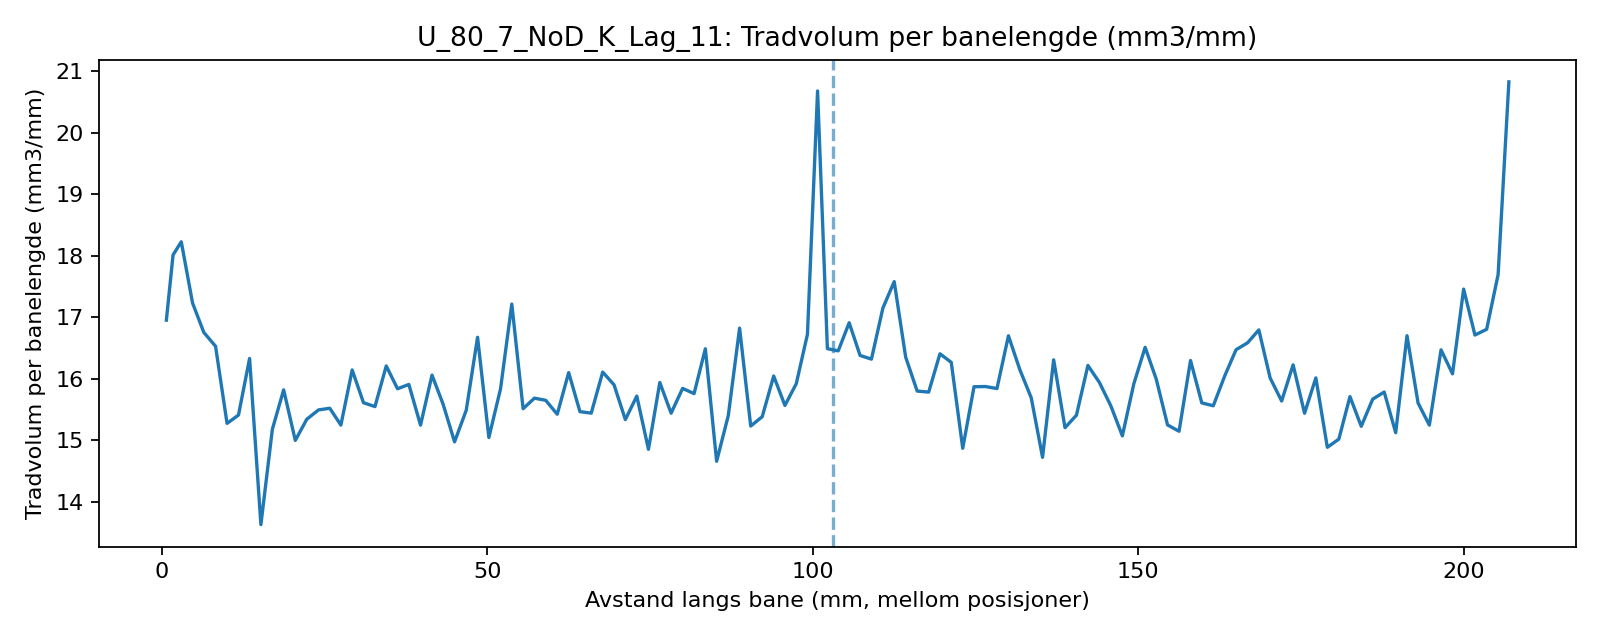 U_80_7_NoD_K_Lag_11: Tradvolum per banelengde (mm3/mm)
Tradvolum per banelengde (mm3/mm)
21
20
19
18
17
16
15
14
0 50 100 150 200
Avstand langs bane (mm, mellom posisjoner)